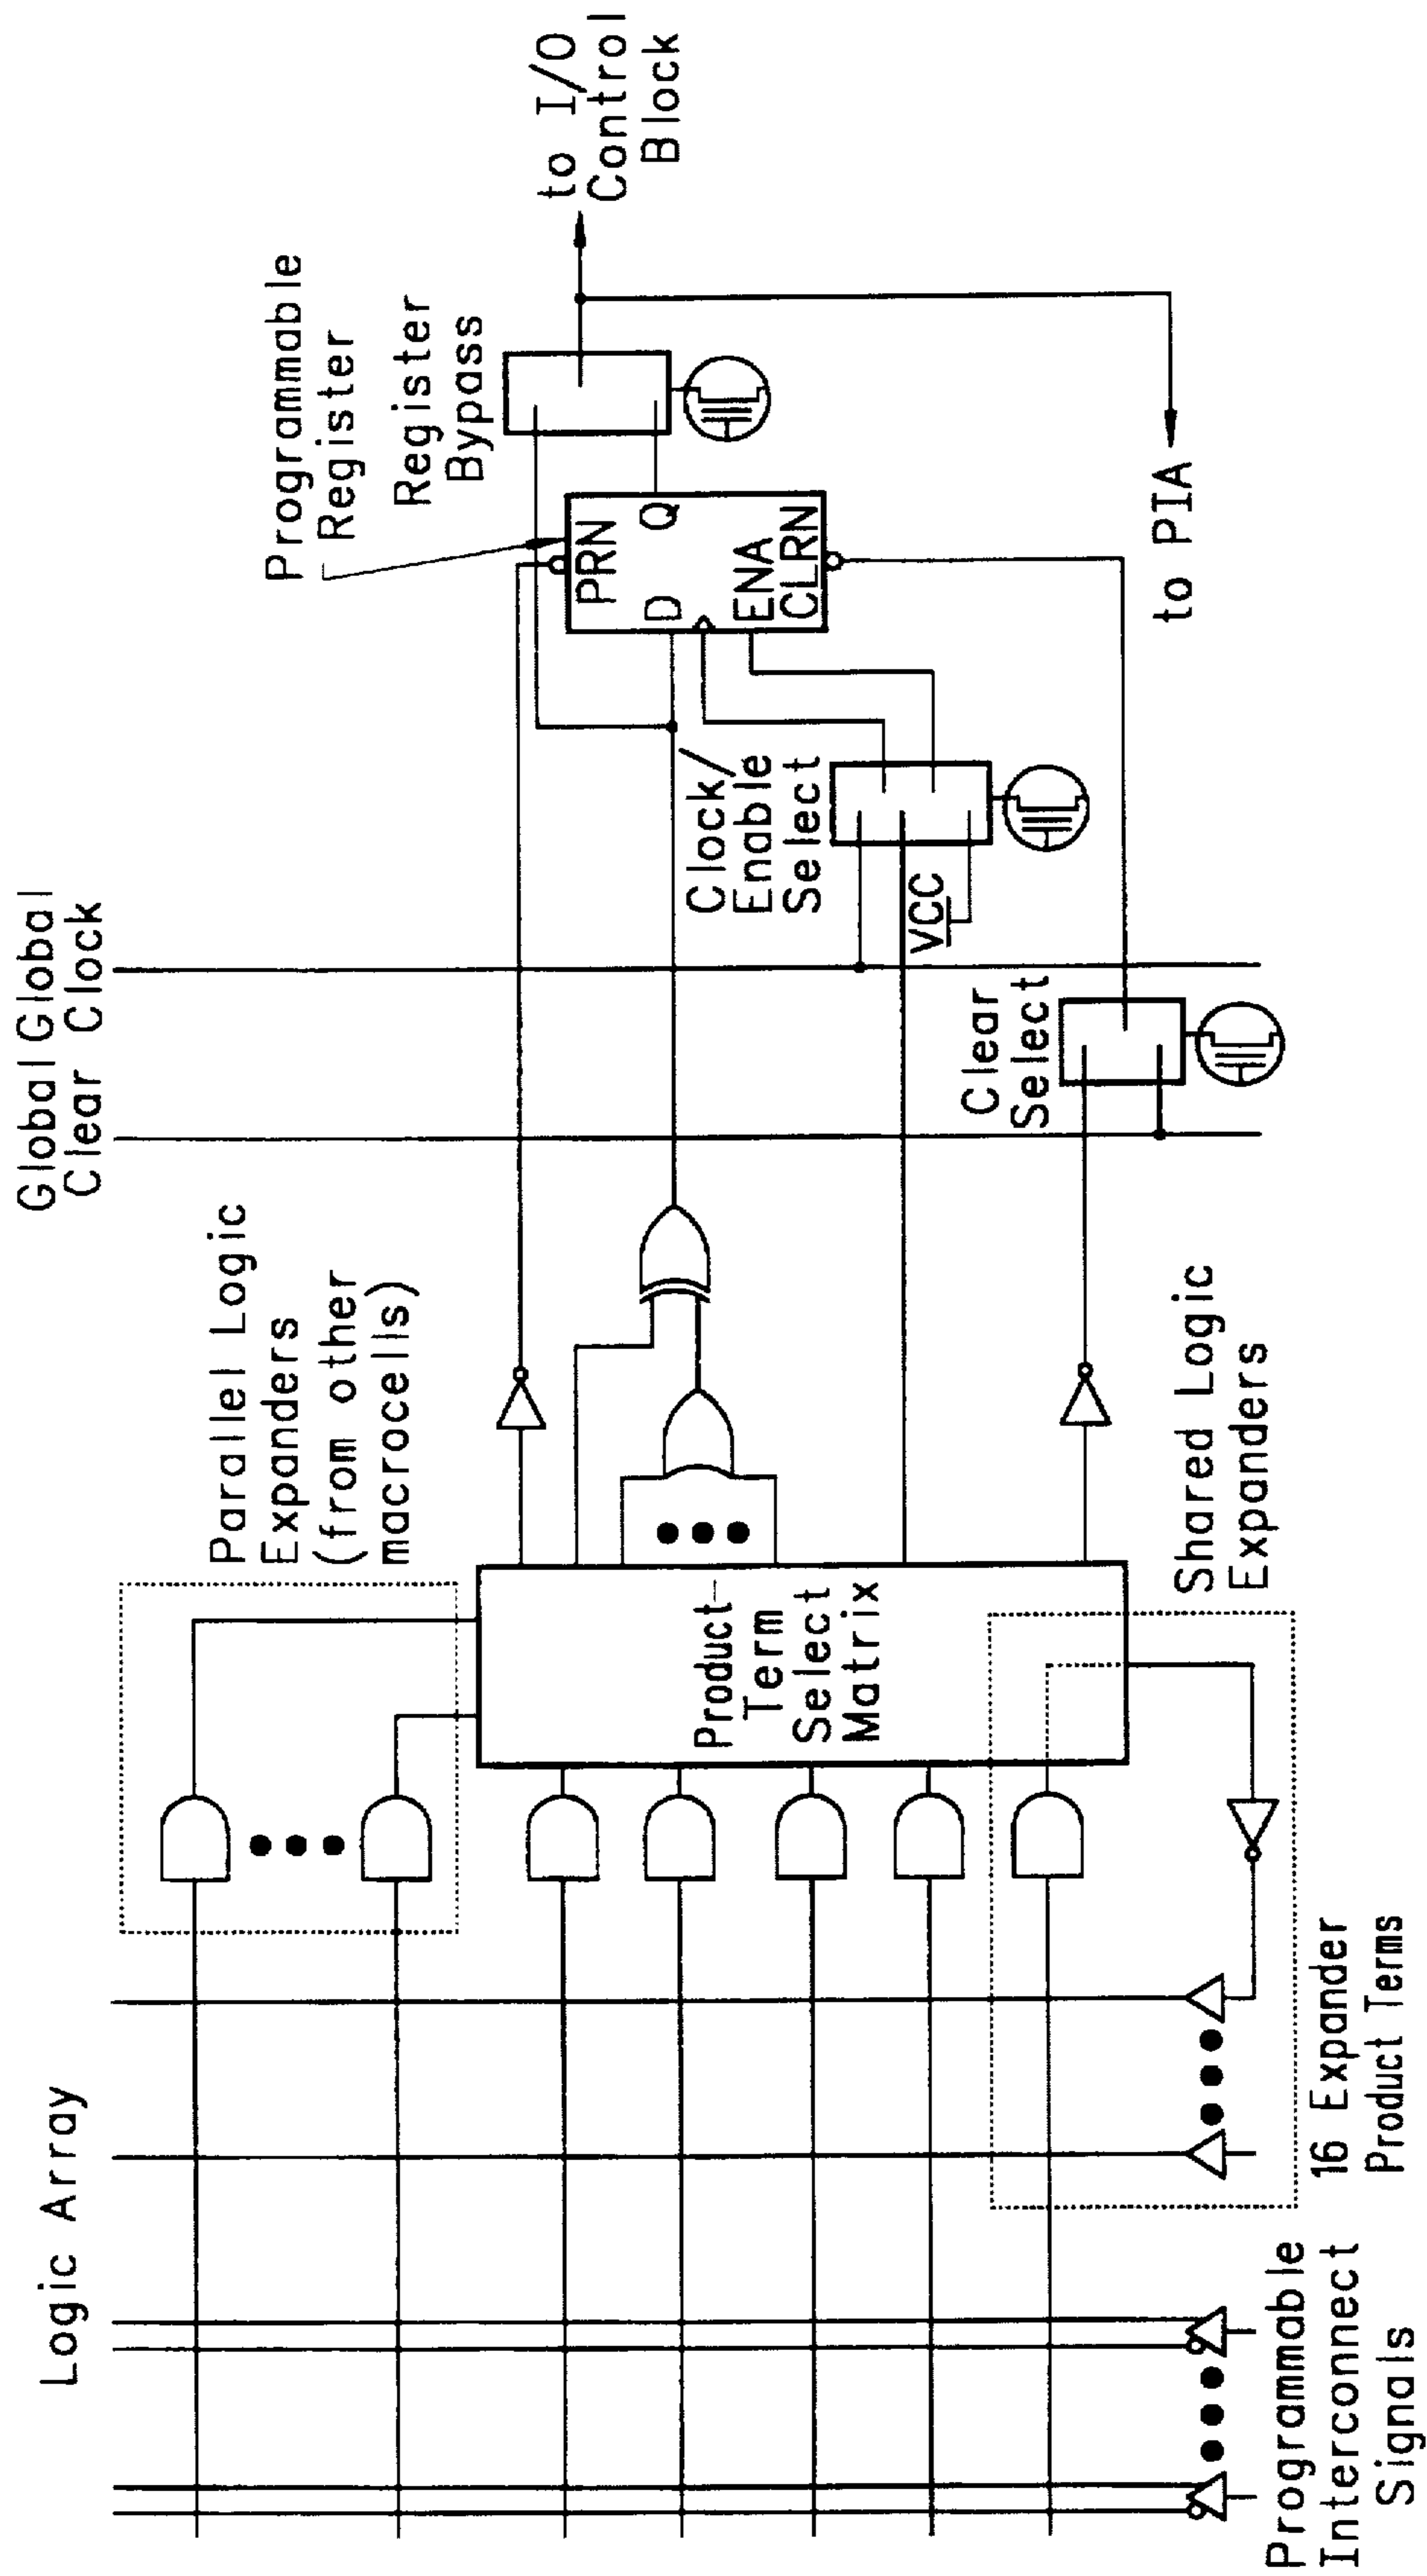 Logic Array
Global Global
Clear Clock
Parallel Logic
Expanders
(from other
macrocells)
Programmable
Register
Register
Bypass
to I/O
Control
Block
PRN
D Q
ENA
CLRN
Clock/
Enable
Select
VCC
Clear
Select
Product-
Term
Select
Matrix
to PIA
Shared Logic
Expanders
16 Expander
Product Terms
Programmable
Interconnect
Signals